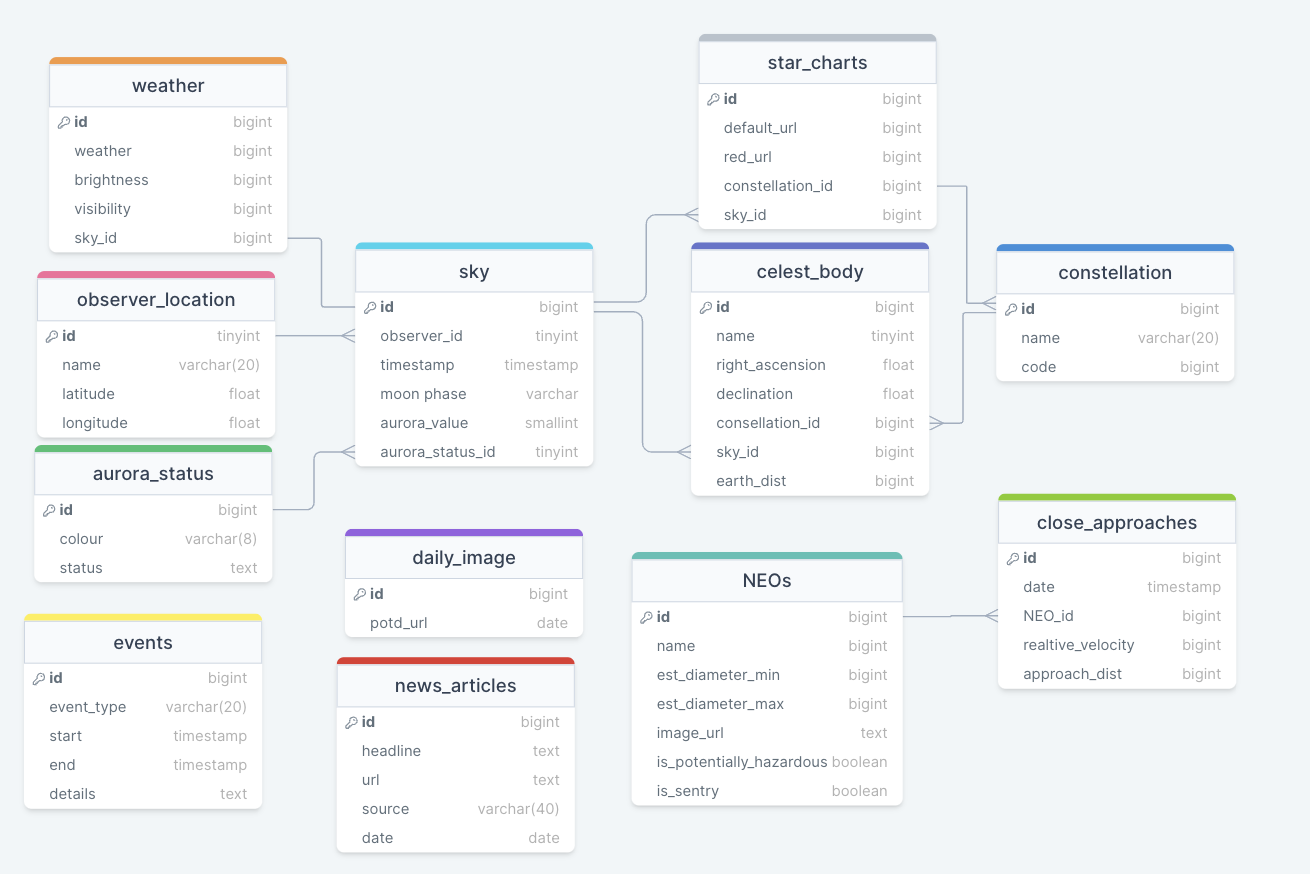 weather
id bigint
weather bigint
brightness bigint
visibility bigint
sky_id bigint
observer_location
id tinyint
name varchar(20)
latitude float
longitude float
aurora_status
id bigint
colour varchar(8)
status text
events
id bigint
event_type varchar(20)
start timestamp
end timestamp
details text
sky
id bigint
observer_id tinyint
timestamp timestamp
moon phase varchar
aurora_value smallint
aurora_status_id tinyint
daily_image
id bigint
potd_url date
news_articles
id bigint
headline text
url text
source varchar(40)
date date
star_charts
id bigint
default_url bigint
red_url bigint
constellation_id bigint
sky_id bigint
celest_body
id bigint
name tinyint
right_ascension float
declination float
consellation_id bigint
sky_id bigint
earth_dist bigint
NEOs
id bigint
name bigint
est_diameter_min bigint
est_diameter_max bigint
image_url text
is_potentially_hazardous boolean
is_sentry boolean
constellation
id bigint
name varchar(20)
code bigint
close_approaches
id bigint
date timestamp
NEO_id bigint
realtive_velocity bigint
approach_dist bigint